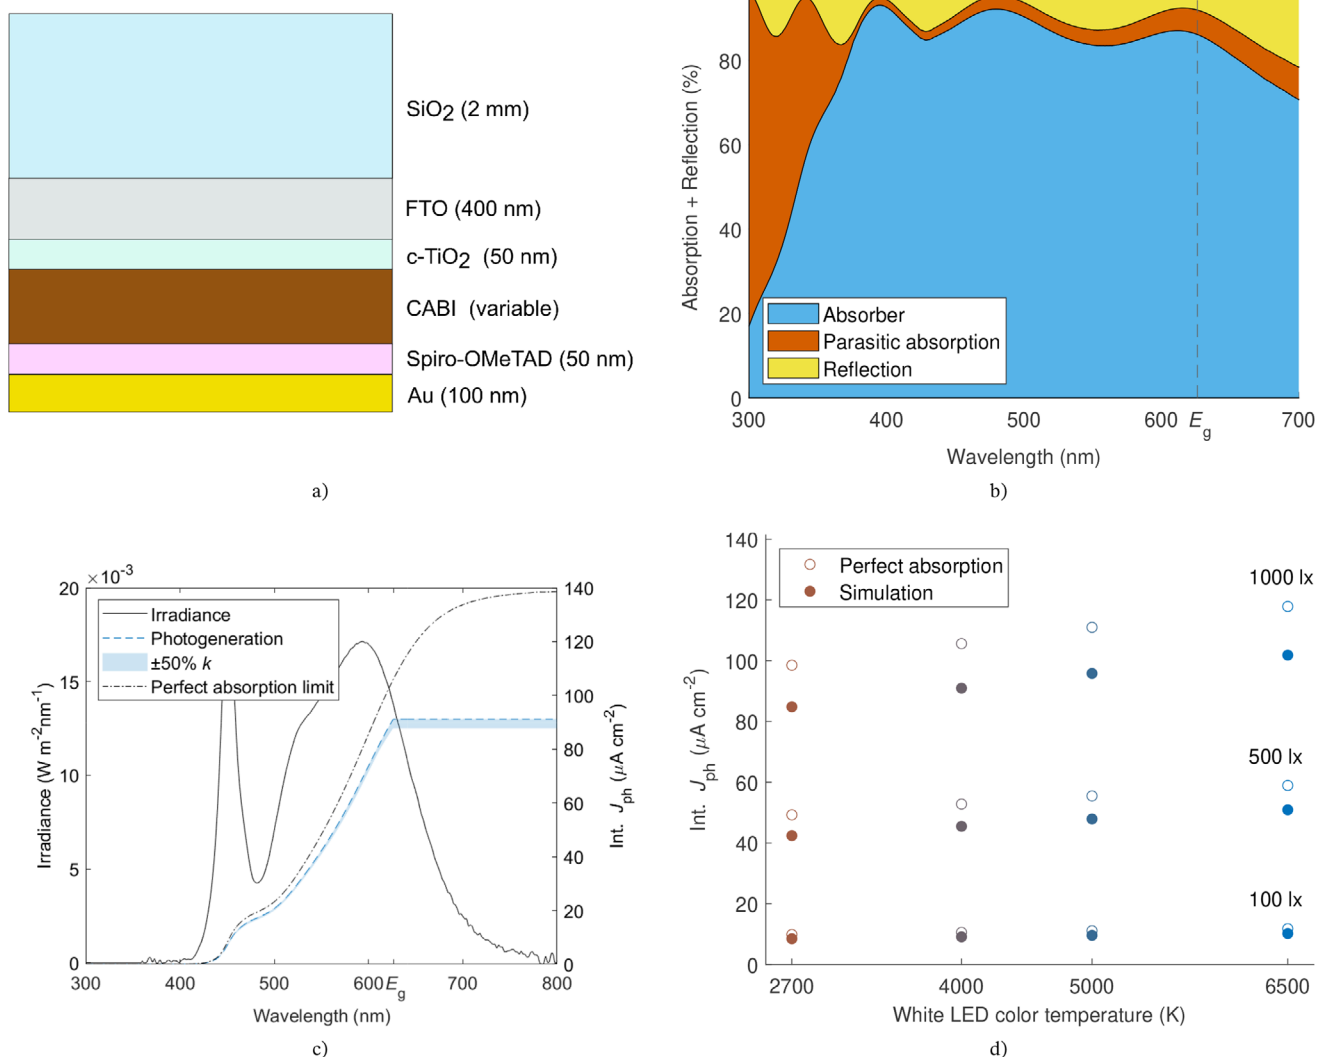 SiO2 (2 mm)
FTO (400 nm)
c-TiO2 (50 nm)
CABI (variable)
Spiro-OMeTAD (50 nm)
Au (100 nm)
a)
Absorption + Reflection (%)
80
60
40
20
0
Absorber
Parasitic absorption
Reflection
300 400 500 600 Eg 700
Wavelength (nm)
b)
×10-3
Irradiance (W m-2nm-1)
20
15
10
5
0
Irradiance
Photogeneration
±50% k
Perfect absorption limit
140
120
100
80
60
40
20
0
Int. Jph (μA cm-2)
300 400 500 600 Eg 700 800
Wavelength (nm)
c)
Int. Jph (μA cm-2)
140
120
100
80
60
40
20
0
Perfect absorption
Simulation
1000 lx
500 lx
100 lx
2700 4000 5000 6500
White LED color temperature (K)
d)